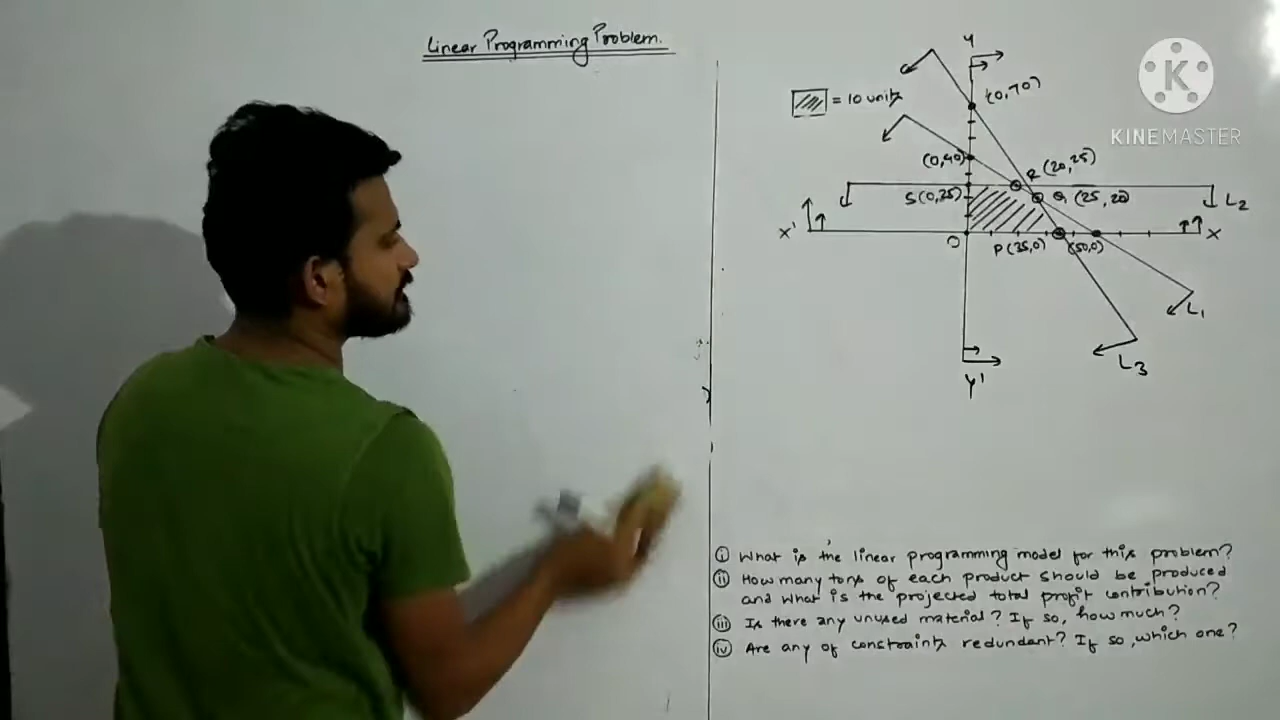 Linear Programming Problem.
KINEMASTER
K
Y
(0,70)
= 10 units
(0,40)
R (20,25)
S(0,25)
Q (25, 20)
L2
X'
X
O
P(35,0)
(50,0)
L1
L3
Y'
i What is the linear programming model for this problem?
ii How many tons of each product should be produced
and what is the projected total profit contribution?
iii Is there any unused material? If so, how much?
iv Are any of constraints redundant? If so, which one?